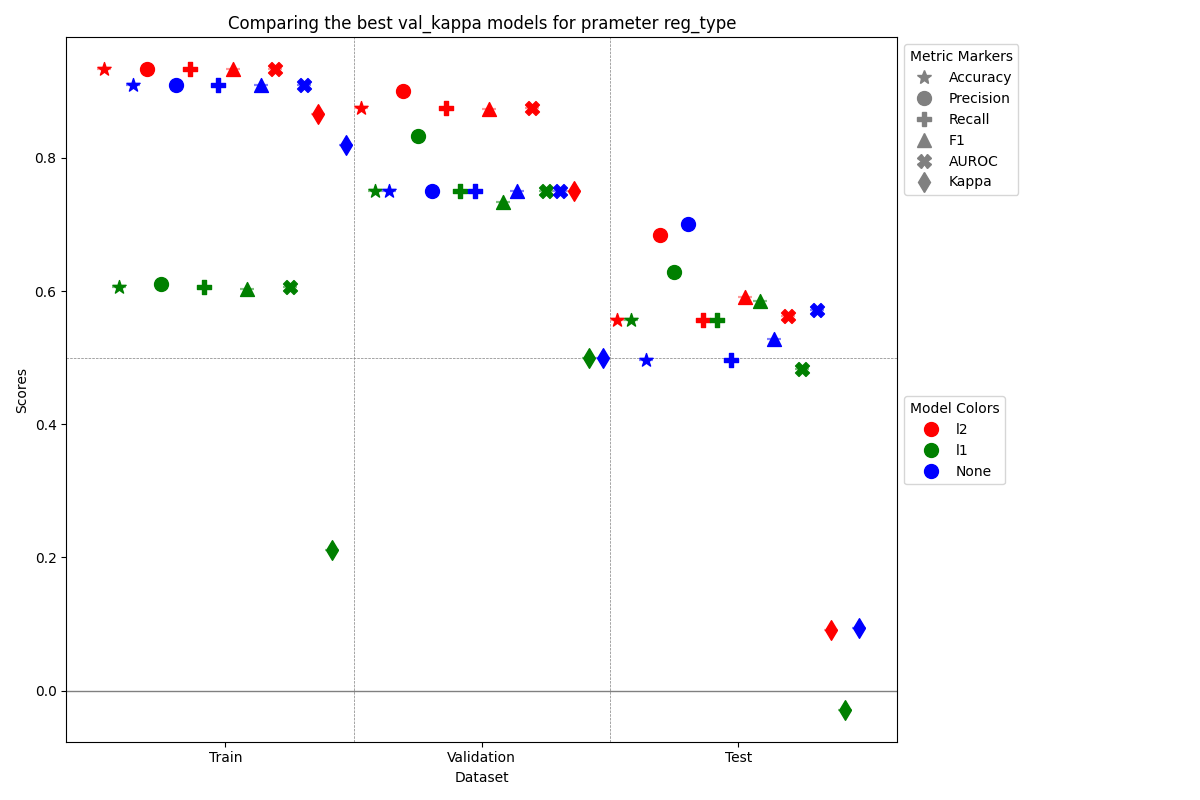 Comparing the best val_kappa models for prameter reg_type
Metric Markers
Accuracy
Precision
Recall
F1
AUROC
Kappa
Model Colors
l2
l1
None
Scores
0.8
0.6
0.4
0.2
0.0
Train
Validation
Test
Dataset